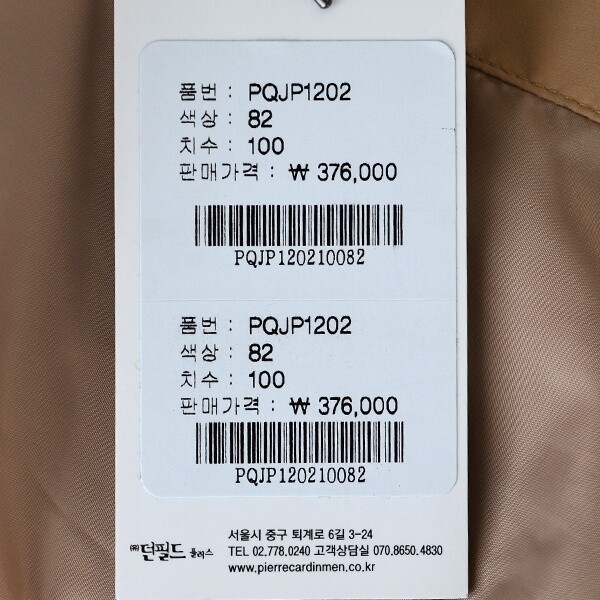 품번 : PQJP1202
색상 : 82
치수 : 100
판매가격 : ₩ 376,000
PQJP120210082
품번 : PQJP1202
색상 : 82
치수 : 100
판매가격 : ₩ 376,000
PQJP120210082
서울시 중구 퇴계로 6길 3-24
㈜던필드 플러스 TEL 02.778.0240 고객상담실 070.8650.4830
www.pierrecardinmen.co.kr